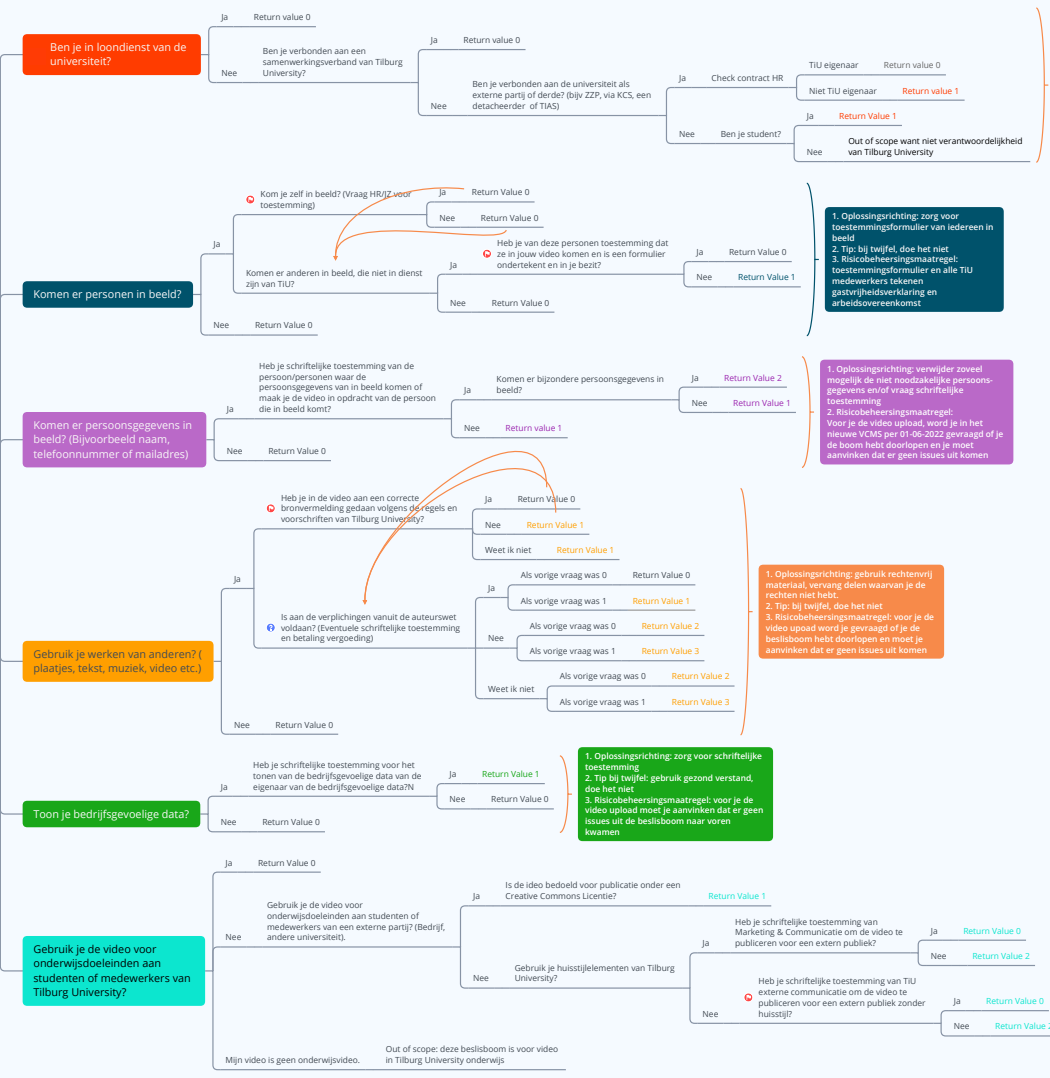 Ben je in loondienst van de
universiteit?
Ja
Return value 0
Nee
Ben je verbonden aan een
samenwerkingsverband van Tilburg
University?
Ja
Return value 0
Nee
Ben je verbonden aan de universiteit als
externe partij of derde? (bijv ZZP, via KCS, een
detacheerder of TIAS)
Ja
Check contract HR
TiU eigenaar
Return value 0
Niet TiU eigenaar
Return value 1
Nee
Ben je student?
Ja
Return Value 1
Nee
Out of scope want niet verantwoordelijkheid
van Tilburg University
Komen er personen in beeld?
Ja
Kom je zelf in beeld? (Vraag HR/JZ voor
toestemming)
Ja
Return Value 0
Nee
Return Value 0
Komen er anderen in beeld, die niet in dienst
zijn van TiU?
Ja
Heb je van deze personen toestemming dat
ze in jouw video komen en is een formulier
ondertekent en in je bezit?
Ja
Return Value 0
Nee
Return Value 1
Nee
Return Value 0
Nee
Return Value 0
1. Oplossingsrichting: zorg voor
toestemmingsformulier van iedereen in
beeld
2. Tip: bij twijfel, doe het niet
3. Risicobeheersingsmaatregel:
toestemmingsformulier en alle TiU
medewerkers tekenen
gastvrijheidsverklaring en
arbeidsovereenkomst
Komen er persoonsgegevens in
beeld? (Bijvoorbeeld naam,
telefoonnummer of mailadres)
Ja
Heb je schriftelijke toestemming van de
persoon/personen waar de
persoonsgegevens van in beeld komen of
maak je de video in opdracht van de persoon
die in beeld komt?
Ja
Komen er bijzondere persoonsgegevens in
beeld?
Ja
Return Value 2
Nee
Return Value 1
Nee
Return value 1
Nee
Return Value 0
1. Oplossingsrichting: verwijder zoveel
mogelijk de niet noodzakelijke persoons-
gegevens en/of vraag schriftelijke
toestemming
2. Risicobeheersingsmaatregel:
Voor je de video upload, word je in het
nieuwe VCMS per 01-06-2022 gevraagd of je
de boom hebt doorlopen en je moet
aanvinken dat er geen issues uit komen
Gebruik je werken van anderen? (
plaatjes, tekst, muziek, video etc.)
Ja
Heb je in de video aan een correcte
bronvermelding gedaan volgens de regels en
voorschriften van Tilburg University?
Ja
Return Value 0
Nee
Return Value 1
Weet ik niet
Return Value 1
Is aan de verplichingen vanuit de auteurswet
voldaan? (Eventuele schriftelijke toestemming
en betaling vergoeding)
Ja
Als vorige vraag was 0
Return Value 0
Als vorige vraag was 1
Return Value 1
Nee
Als vorige vraag was 0
Return Value 2
Als vorige vraag was 1
Return Value 3
Weet ik niet
Als vorige vraag was 0
Return Value 2
Als vorige vraag was 1
Return Value 3
Nee
Return Value 0
1. Oplossingsrichting: gebruik rechtenvrij
materiaal, vervang delen waarvan je de
rechten niet hebt.
2. Tip: bij twijfel, doe het niet
3. Risicobeheersingsmaatregel: voor je de
video upoad word je gevraagd of je de
beslisboom hebt doorlopen en moet je
aanvinken dat er geen issues uit komen
Toon je bedrijfsgevoelige data?
Ja
Heb je schriftelijke toestemming voor het
tonen van de bedrijfsgevoelige data van de
eigenaar van de bedrijfsgevoelige data?N
Ja
Return Value 1
Nee
Return Value 0
Nee
Return Value 0
1. Oplossingsrichting: zorg voor schriftelijke
toestemming
2. Tip bij twijfel: gebruik gezond verstand,
doe het niet
3. Risicobeheersingsmaatregel: voor je de
video upload moet je aanvinken dat er geen
issues uit de beslisboom naar voren
kwamen
Gebruik je de video voor
onderwijsdoeleinden aan
studenten of medewerkers van
Tilburg University?
Ja
Return Value 0
Nee
Gebruik je de video voor
onderwijsdoeleinden aan studenten of
medewerkers van een externe partij? (Bedrijf,
andere universiteit).
Ja
Is de ideo bedoeld voor publicatie onder een
Creative Commons Licentie?
Return Value 1
Nee
Gebruik je huisstijlelementen van Tilburg
University?
Ja
Heb je schriftelijke toestemming van
Marketing & Communicatie om de video te
publiceren voor een extern publiek?
Ja
Return Value 0
Nee
Return Value 2
Nee
Heb je schriftelijke toestemming van TiU
externe communicatie om de video te
publiceren voor een extern publiek zonder
huisstijl?
Ja
Return Value 0
Nee
Return Value
Mijn video is geen onderwijsvideo.
Out of scope: deze beslisboom is voor video
in Tilburg University onderwijs